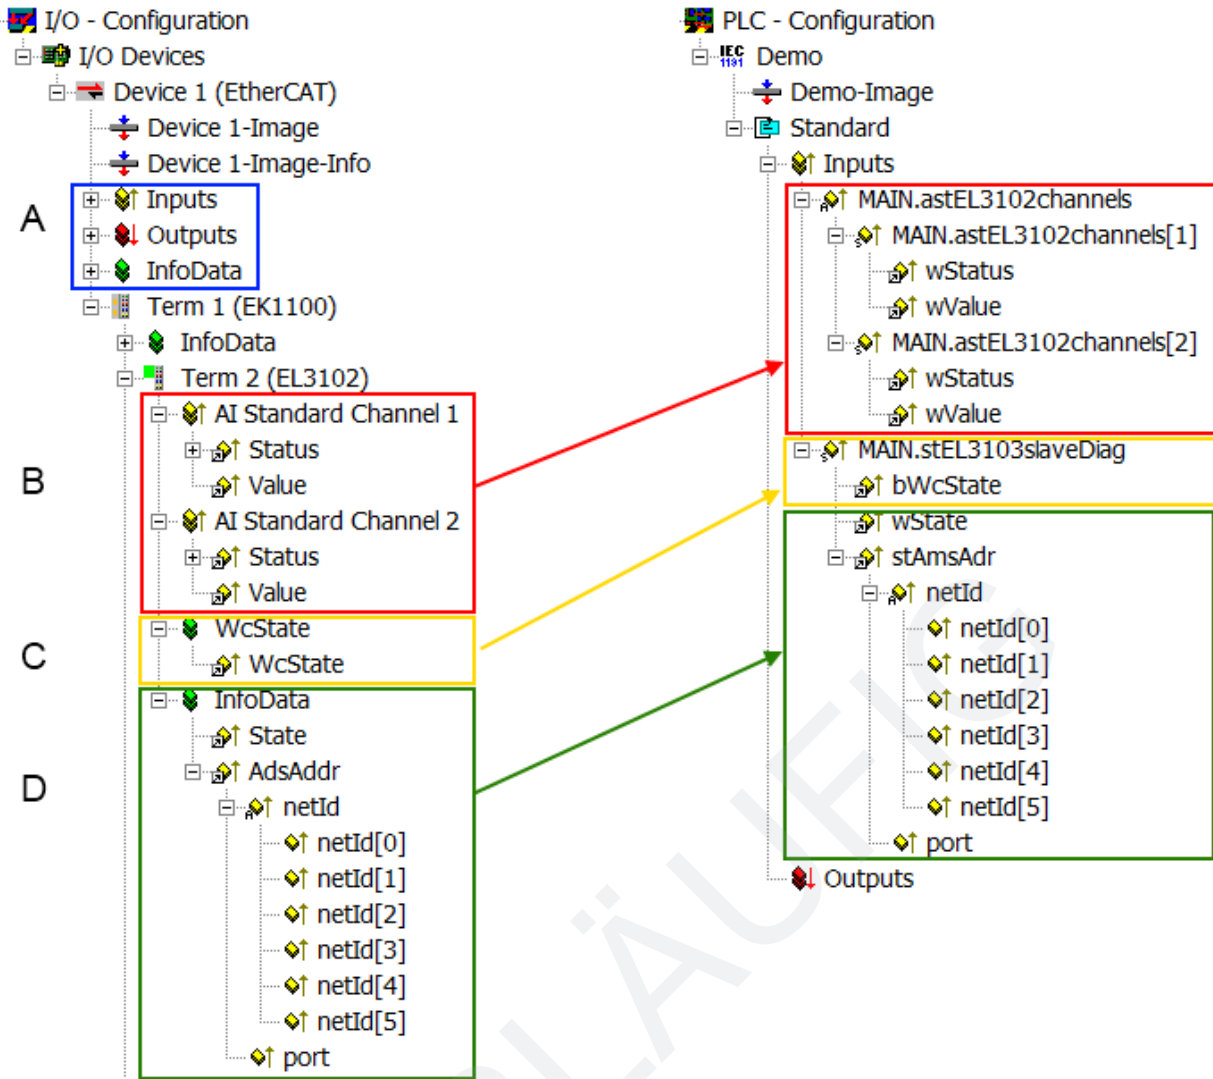 I/O - Configuration
I/O Devices
Device 1 (EtherCAT)
Device 1-Image
Device 1-Image-Info
A
Inputs
Outputs
InfoData
Term 1 (EK1100)
InfoData
Term 2 (EL3102)
B
AI Standard Channel 1
Status
Value
AI Standard Channel 2
Status
Value
C
WcState
WcState
D
InfoData
State
AdsAddr
netId
netId[0]
netId[1]
netId[2]
netId[3]
netId[4]
netId[5]
port
PLC - Configuration
IEC
1131
Demo
Demo-Image
Standard
Inputs
MAIN.astEL3102channels
MAIN.astEL3102channels[1]
wStatus
wValue
MAIN.astEL3102channels[2]
wStatus
wValue
MAIN.stEL3103slaveDiag
bWcState
wState
stAmsAdr
netId
netId[0]
netId[1]
netId[2]
netId[3]
netId[4]
netId[5]
port
Outputs
LÄUFIG